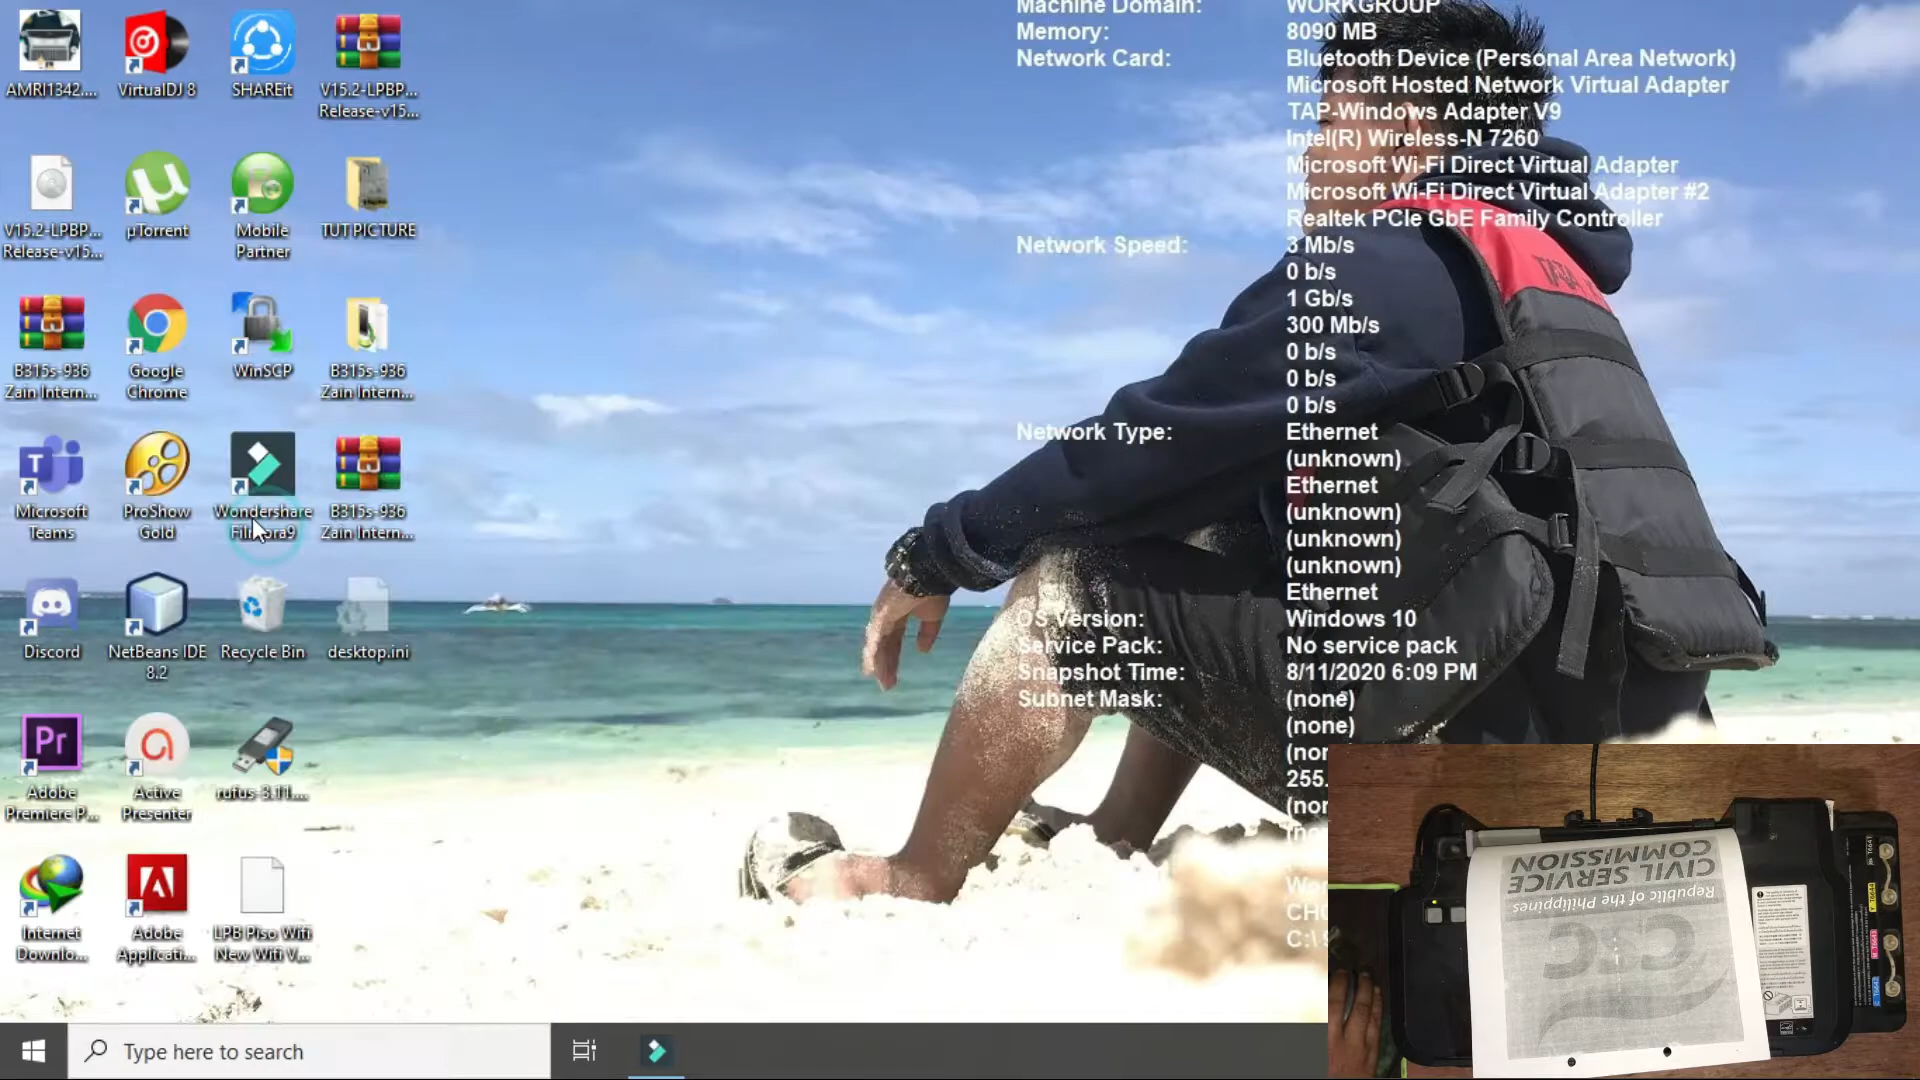 AMRI1342....
VirtualDJ 8
SHAREit
V15.2-LPBP...
Release-v15...
V15.2-LPBP...
Release-v15...
µTorrent
Mobile
Partner
TUT PICTURE
B315s-936
Zain Intern...
Google
Chrome
WinSCP
B315s-936
Zain Intern...
Microsoft
Teams
ProShow
Gold
Wondershare
Filmora9
B315s-936
Zain Intern...
Discord
NetBeans IDE
8.2
Recycle Bin
desktop.ini
Pr
Adobe
Premiere P...
Active
Presenter
rufus-3.11....
Internet
Downlo...
Adobe
Applicati...
LPB Piso Wifi
New Wifi V...
Machine Domain: WORKGROUP
Memory: 8090 MB
Network Card: Bluetooth Device (Personal Area Network)
Microsoft Hosted Network Virtual Adapter
TAP-Windows Adapter V9
Intel(R) Wireless-N 7260
Microsoft Wi-Fi Direct Virtual Adapter
Microsoft Wi-Fi Direct Virtual Adapter #2
Realtek PCIe GbE Family Controller
Network Speed: 3 Mb/s
0 b/s
1 Gb/s
300 Mb/s
0 b/s
0 b/s
0 b/s
Network Type: Ethernet
(unknown)
Ethernet
(unknown)
(unknown)
(unknown)
Ethernet
OS Version: Windows 10
Service Pack: No service pack
Snapshot Time: 8/11/2020 6:09 PM
Subnet Mask: (none)
(none)
(non
255.
(non
C:\
Republic of the Philippines
CIVIL SERVICE
COMMISSION
Type here to search